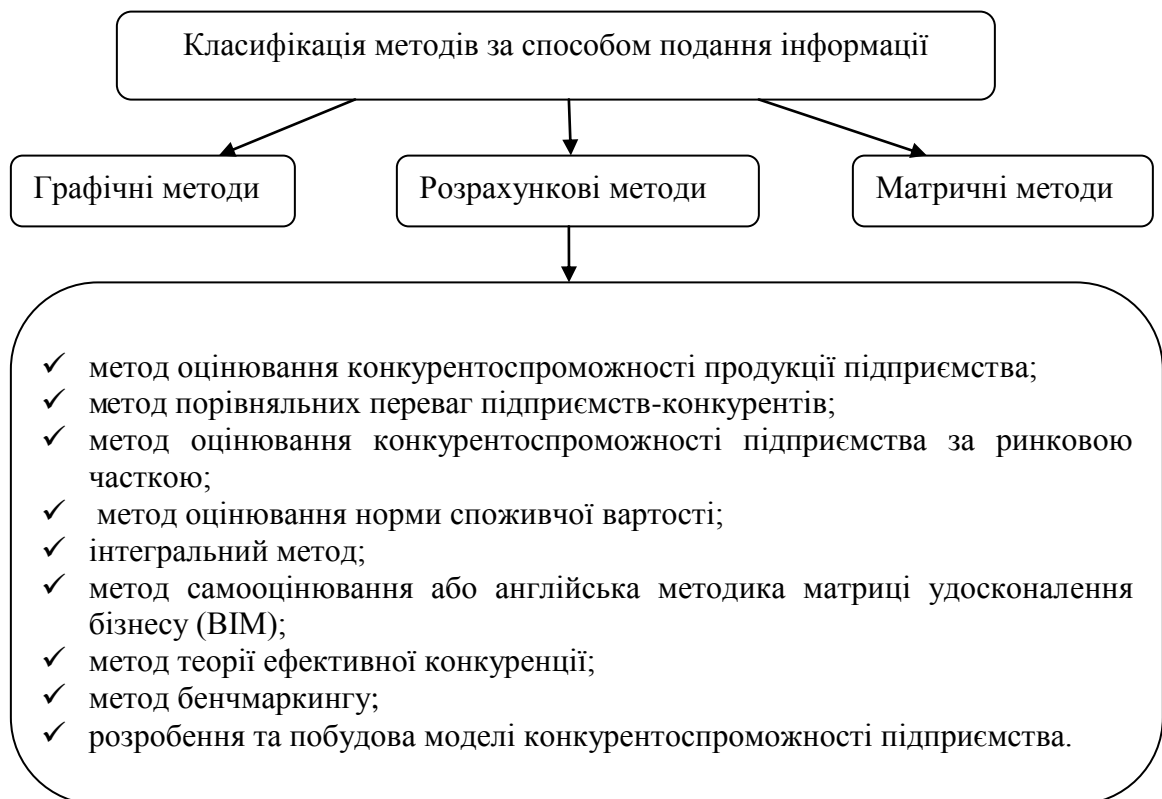 Класифікація методів за способом подання інформації
Графічні методи
Розрахункові методи
Матричні методи
✓ метод оцінювання конкурентоспроможності продукції підприємства;
✓ метод порівняльних переваг підприємств-конкурентів;
✓ метод оцінювання конкурентоспроможності підприємства за ринковою
часткою;
✓ метод оцінювання норми споживчої вартості;
✓ інтегральний метод;
✓ метод самооцінювання або англійська методика матриці удосконалення
бізнесу (BIM);
✓ метод теорії ефективної конкуренції;
✓ метод бенчмаркингу;
✓ розроблення та побудова моделі конкурентоспроможності підприємства.